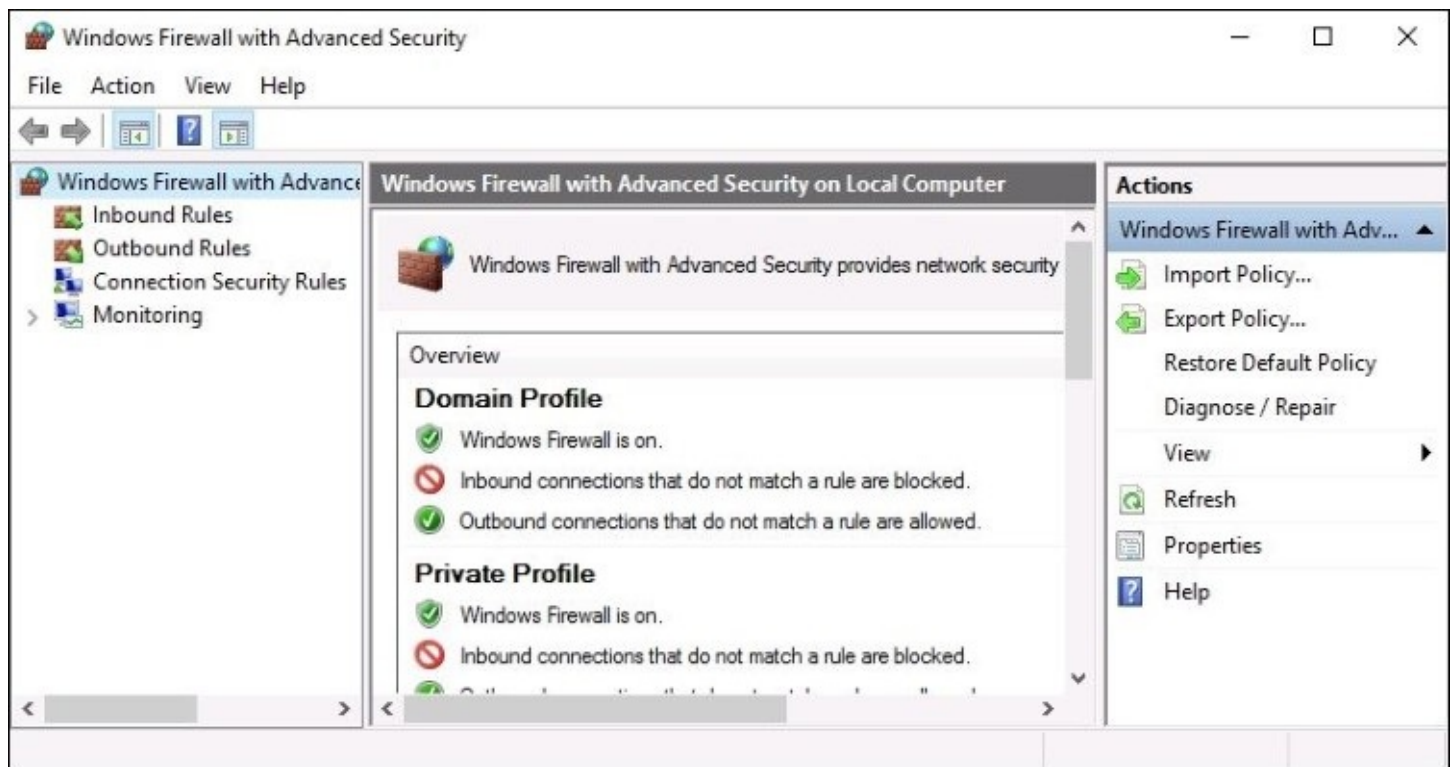 Windows Firewall with Advanced Security
File Action View Help
Windows Firewall with Advance
Inbound Rules
Outbound Rules
Connection Security Rules
Monitoring
Windows Firewall with Advanced Security on Local Computer
Windows Firewall with Advanced Security provides network security
Overview
Domain Profile
Windows Firewall is on.
Inbound connections that do not match a rule are blocked.
Outbound connections that do not match a rule are allowed.
Private Profile
Windows Firewall is on.
Inbound connections that do not match a rule are blocked.
Actions
Windows Firewall with Adv...
Import Policy...
Export Policy...
Restore Default Policy
Diagnose / Repair
View
Refresh
Properties
Help